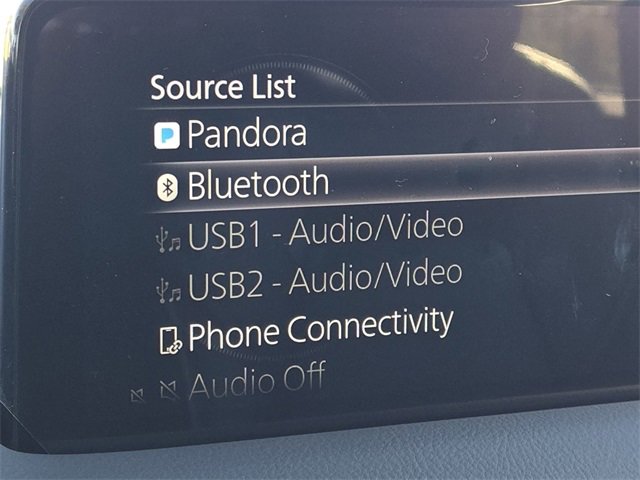 Source List
Pandora
Bluetooth
USB1 - Audio/Video
USB2 - Audio/Video
Phone Connectivity
Audio Off